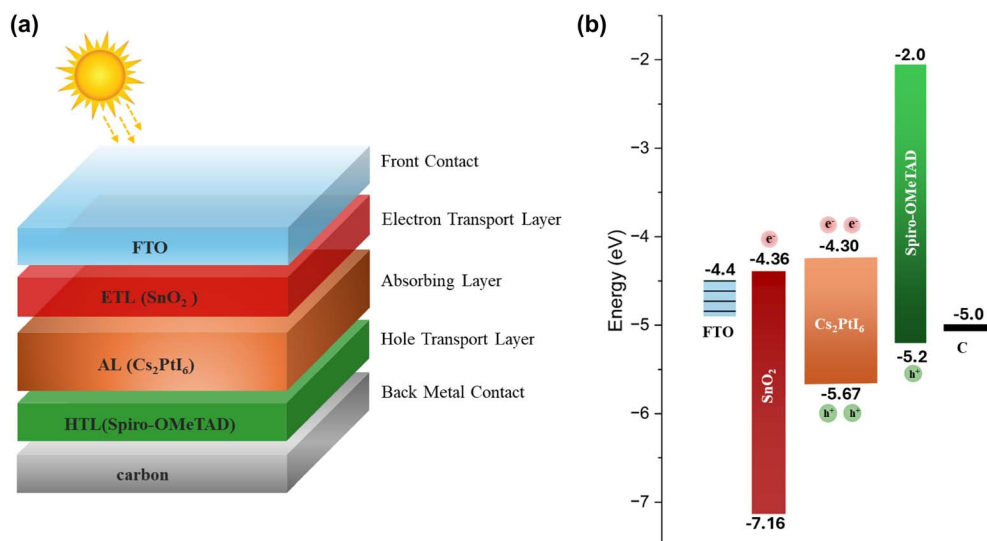 (a)
Front Contact
FTO
Electron Transport Layer
ETL (SnO₂ )
Absorbing Layer
AL (Cs₂PtI₆)
Hole Transport Layer
HTL(Spiro-OMeTAD)
Back Metal Contact
carbon
(b)
Energy (eV)
−2
−3
−4
−5
−6
−7
-4.4
FTO
e⁻
-4.36
SnO₂
-7.16
e⁻ e⁻
-4.30
Cs₂PtI₆
-5.67
h⁺ h⁺
-2.0
Spiro-OMeTAD
-5.2
h⁺
-5.0
C